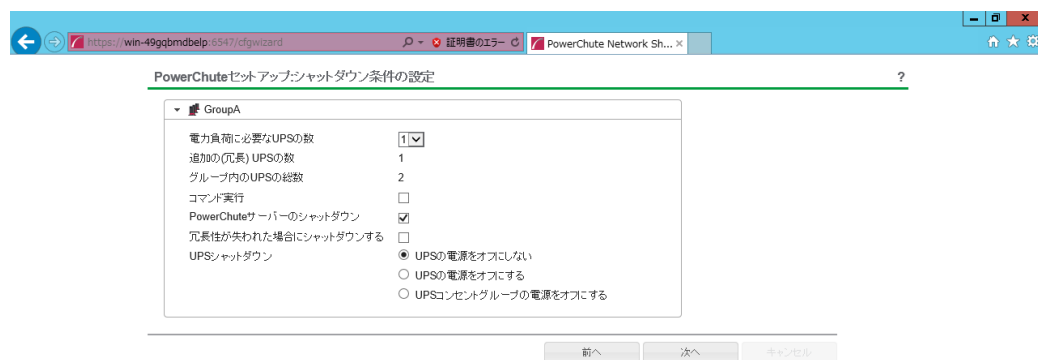 https://win-49gqbmdbelp:6547/cfgwizard 証明書のエラー PowerChute Network Sh...
PowerChuteセットアップ:シャットダウン条件の設定 ?
GroupA
電力負荷に必要なUPSの数 1
追加の(冗長) UPSの数 1
グループ内のUPSの総数 2
コマンド実行
PowerChuteサーバーのシャットダウン
冗長性が失われた場合にシャットダウンする
UPSシャットダウン UPSの電源をオフにしない
UPSの電源をオフにする
UPSコンセントグループの電源をオフにする
前へ 次へ キャンセル